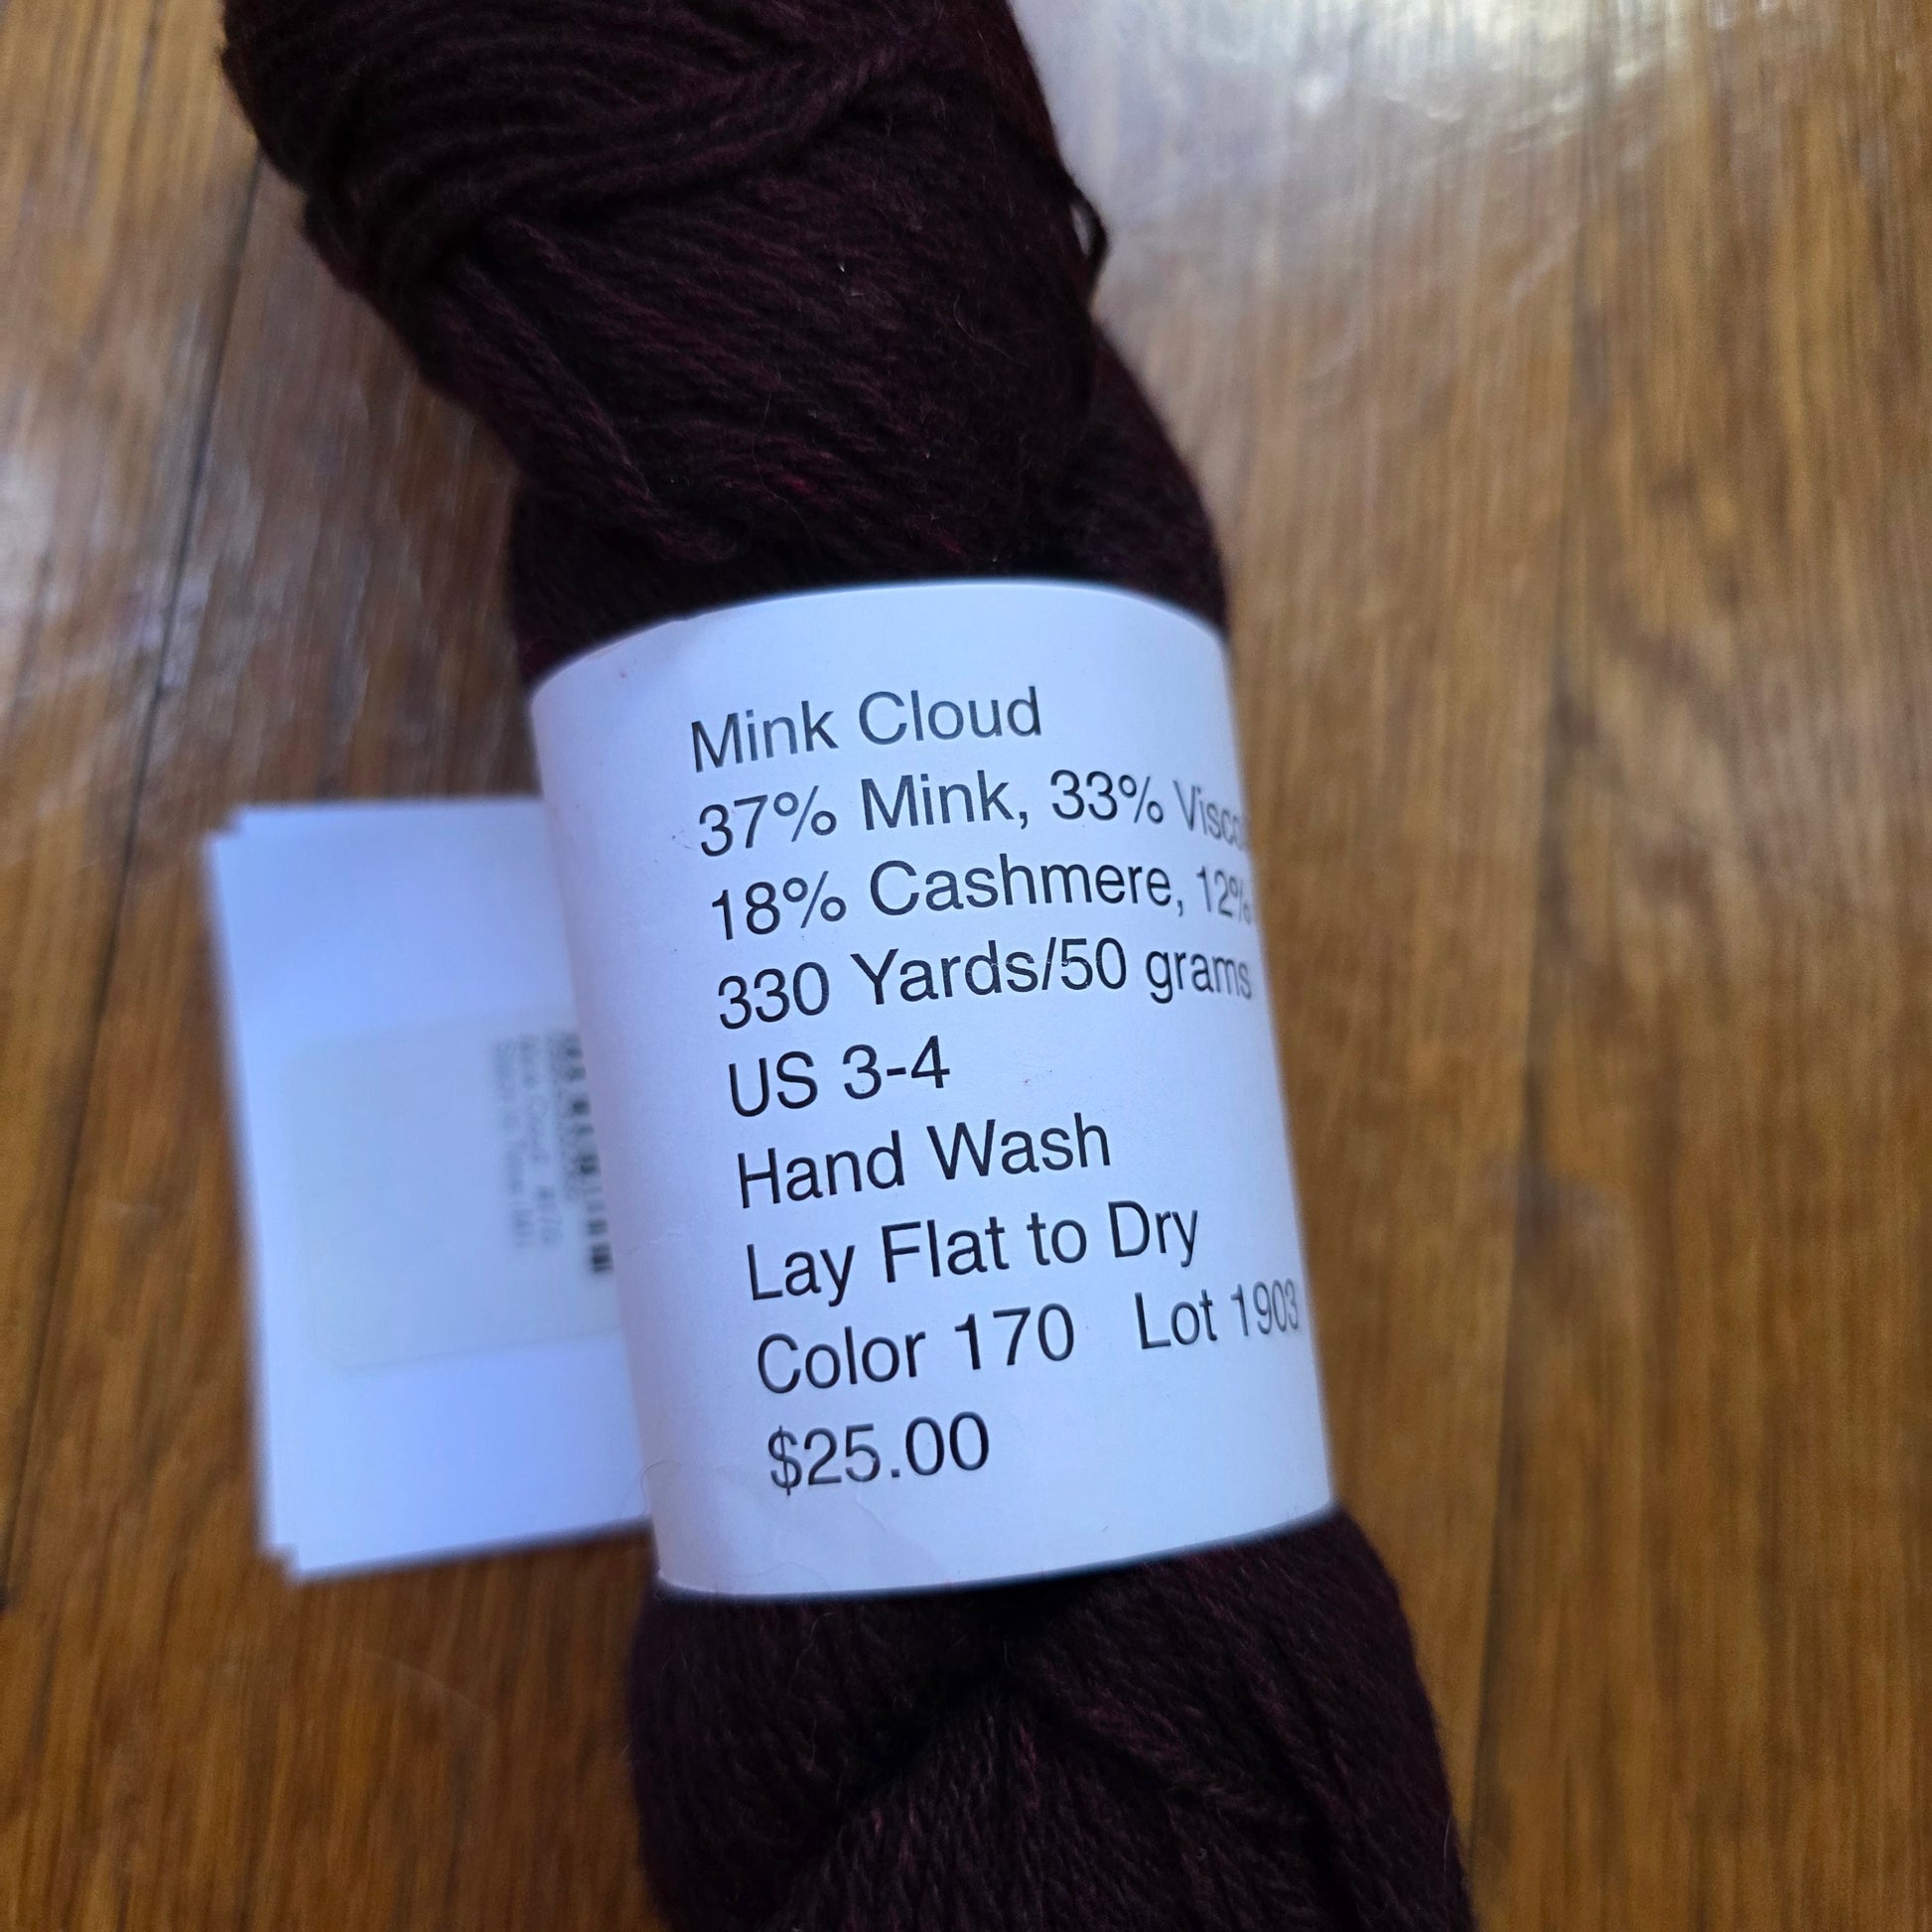 Mink Cloud
37% Mink, 33% Visco
18% Cashmere, 12%
330 Yards/50 grams
US 3-4
Hand Wash
Lay Flat to Dry
Color 170 Lot 1903
$25.00